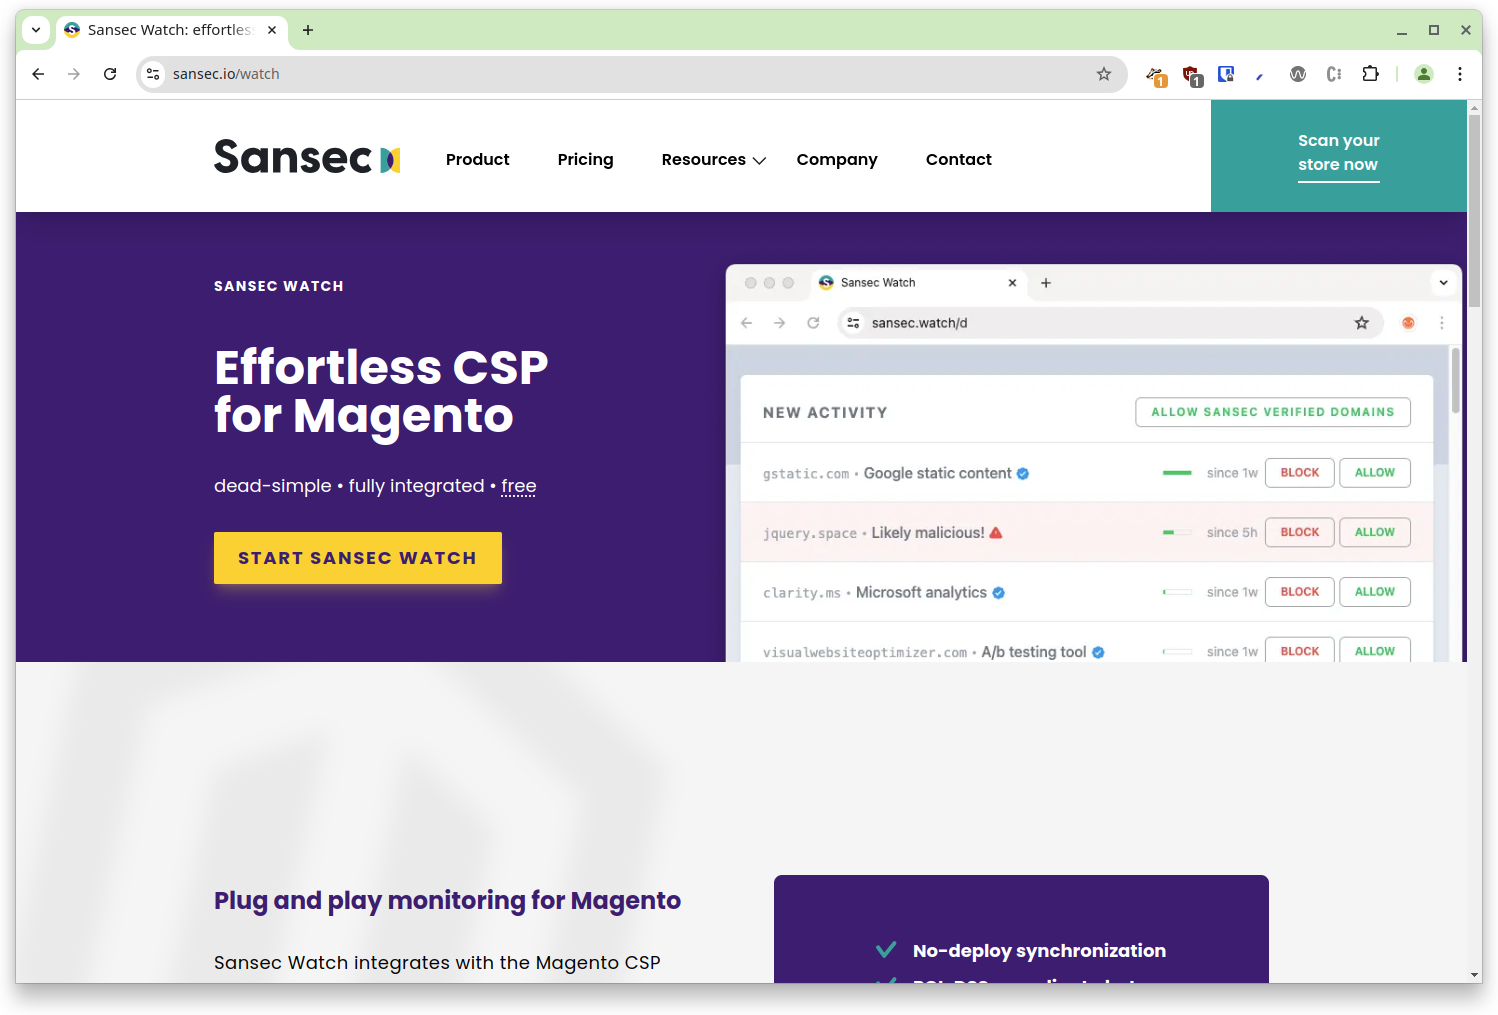 Sansec Watch: effortles
sansec.io/watch
1
1
Sansec
Product
Pricing
Resources
Company
Contact
Scan your
store now
SANSEC WATCH
Effortless CSP
for Magento
dead-simple • fully integrated • free
START SANSEC WATCH
Sansec Watch
sansec.watch/d
NEW ACTIVITY
ALLOW SANSEC VERIFIED DOMAINS
gstatic.com • Google static content since 1w BLOCK ALLOW
jquery.space • Likely malicious! since 5h BLOCK ALLOW
clarity.ms • Microsoft analytics since 1w BLOCK ALLOW
visualwebsiteoptimizer.com • A/b testing tool since 1w BLOCK ALLOW
Plug and play monitoring for Magento
Sansec Watch integrates with the Magento CSP
No-deploy synchronization